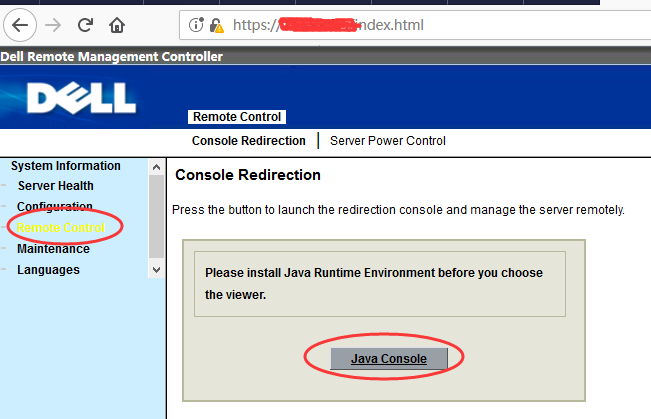 https://index.html
Dell Remote Management Controller
DELL
Remote Control
Console Redirection
Server Power Control
System Information
Server Health
Configuration
Remote Control
Maintenance
Languages
Console Redirection
Press the button to launch the redirection console and manage the server remotely.
Please install Java Runtime Environment before you choose
the viewer.
Java Console